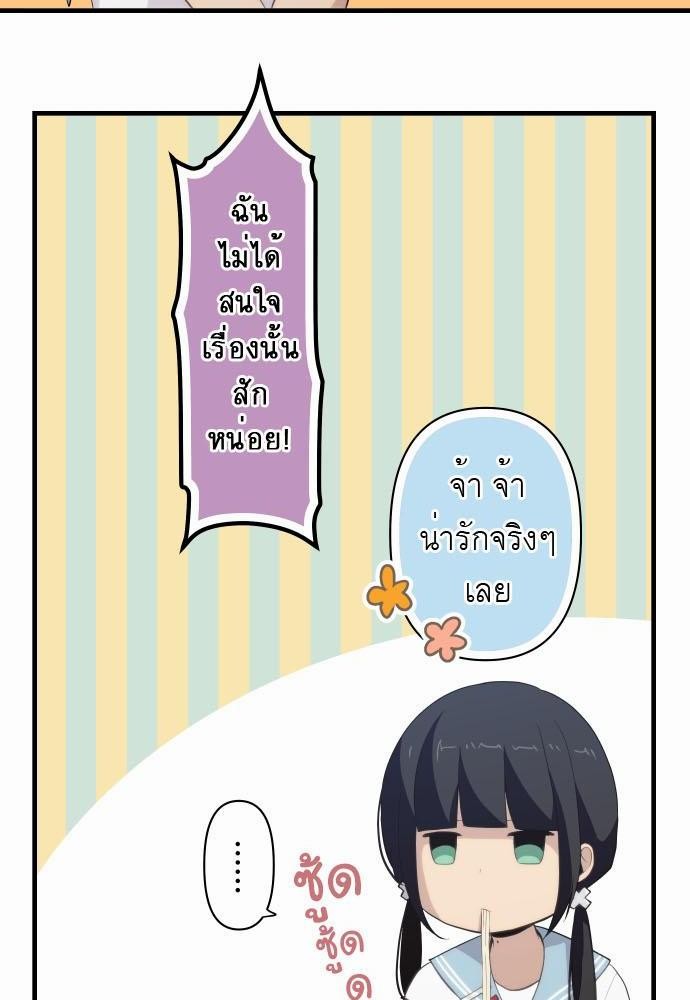 ฉัน
ไม่ได้
สนใจ
เรื่องนั้น
สัก
หน่อย!
จ้า จ้า
น่ารักจริงๆ
เลย
......
ซู้ด
ซู้ด
ด